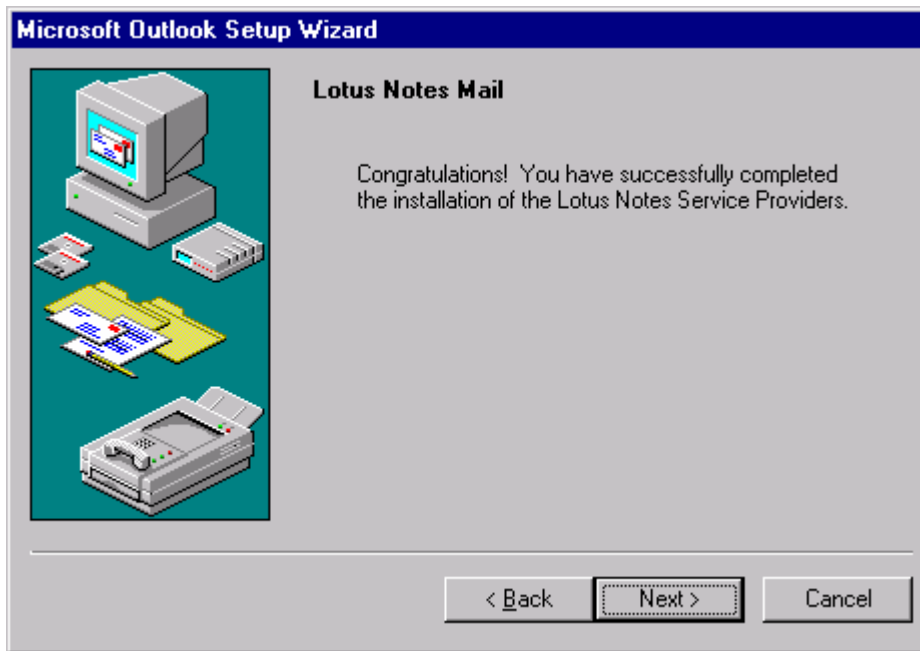 Microsoft Outlook Setup Wizard
Lotus Notes Mail
Congratulations!  You have successfully completed
the installation of the Lotus Notes Service Providers.
< Back
Next >
Cancel